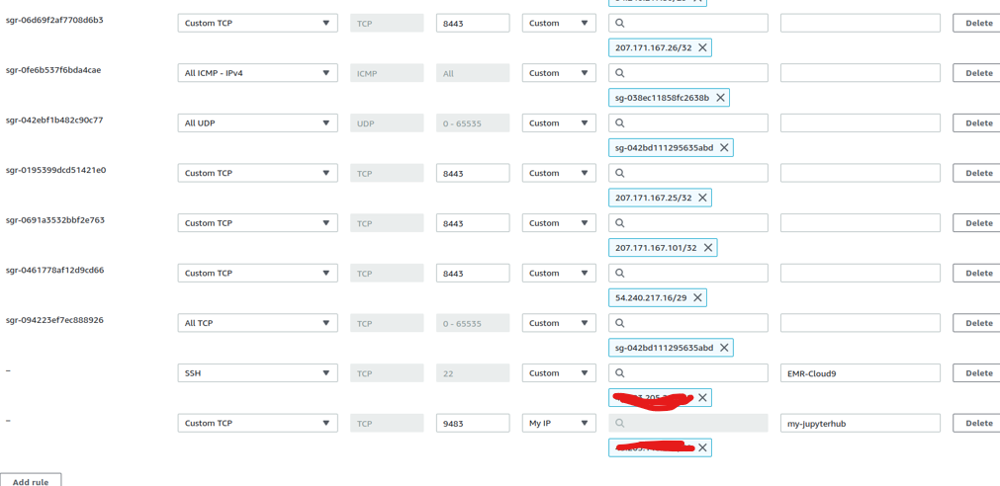 sgr-06d69f2af7708d6b3 Custom TCP TCP 8443 Custom
207.171.167.26/32 Delete
sgr-0fe6b537f6bda4cae All ICMP - IPv4 ICMP All Custom Delete
sg-038ec11858fc2638b
sgr-042ebf1b482c90c77 All UDP UDP 0 - 65535 Custom Delete
sg-042bd111295635abd
sgr-0195399dcd51421e0 Custom TCP TCP 8443 Custom Delete
207.171.167.25/32
sgr-0691a3532bbf2e763 Custom TCP TCP 8443 Custom Delete
207.171.167.101/32
sgr-0461778af12d9cd66 Custom TCP TCP 8443 Custom Delete
54.240.217.16/29
sgr-094223ef7ec888926 All TCP TCP 0 - 65535 Custom Delete
sg-042bd111295635abd
– SSH TCP 22 Custom EMR-Cloud9 Delete
– Custom TCP TCP 9483 My IP my-jupyterhub Delete
Add rule